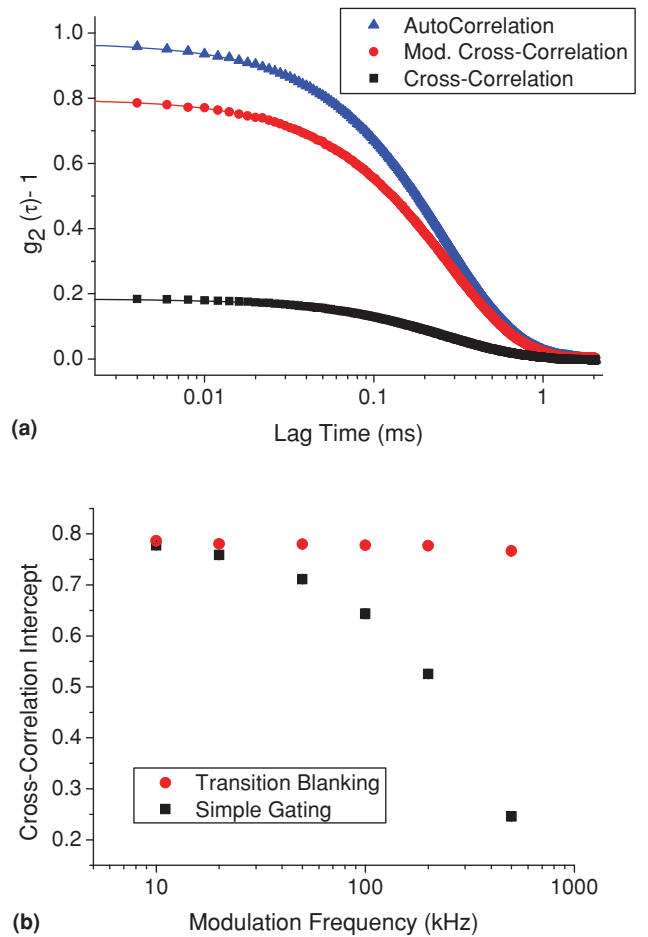 AutoCorrelation
Mod. Cross-Correlation
Cross-Correlation
1.0
0.8
0.6
0.4
0.2
0.0
g2 (τ)- 1
0.01
0.1
1
(a)
Lag Time (ms)
0.8
0.7
0.6
0.5
0.4
0.3
0.2
Cross-Correlation Intercept
Transition Blanking
Simple Gating
10
100
1000
(b)
Modulation Frequency (kHz)